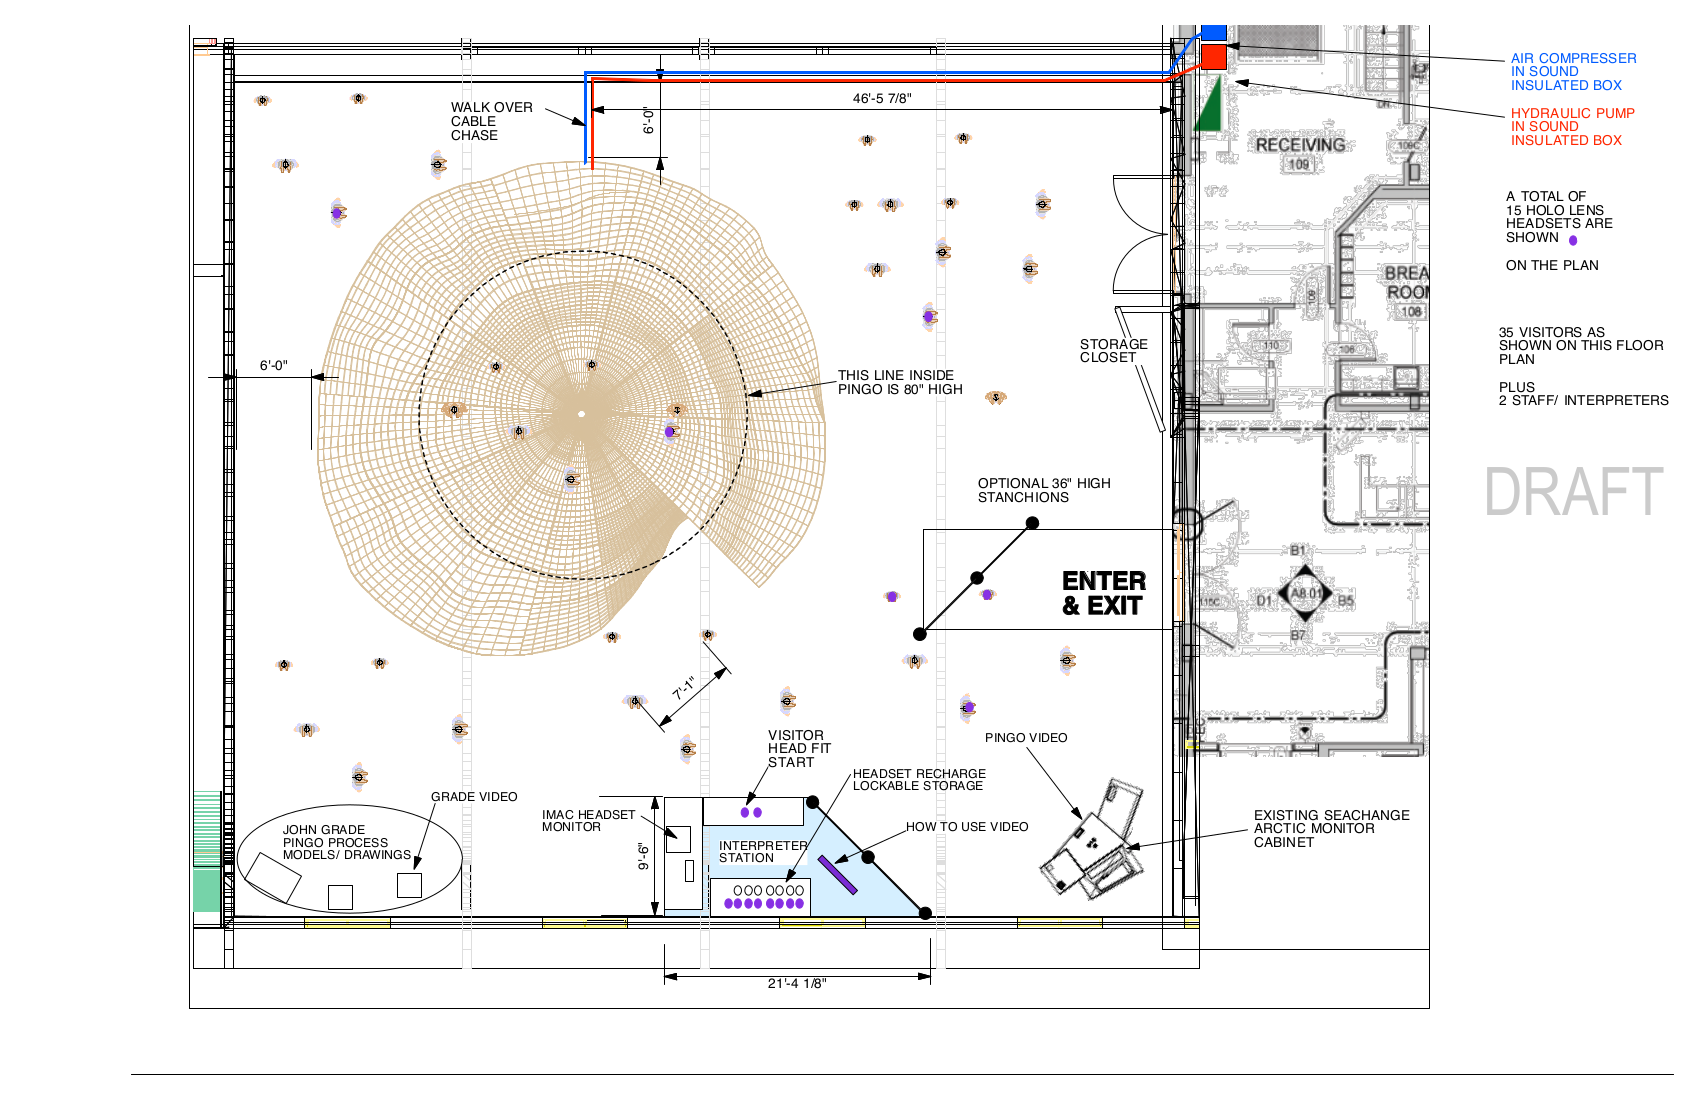 WALK OVER
CABLE
CHASE
6'-0"
46'-5 7/8"
AIR COMPRESSER
IN SOUND
INSULATED BOX
HYDRAULIC PUMP
IN SOUND
INSULATED BOX
RECEIVING
109
109C
A TOTAL OF
15 HOLO LENS
HEADSETS ARE
SHOWN
ON THE PLAN
BREA
ROOM
108
109
110
106
STORAGE
CLOSET
35 VISITORS AS
SHOWN ON THIS FLOOR
PLAN
PLUS
2 STAFF/ INTERPRETERS
6'-0"
THIS LINE INSIDE
PINGO IS 80" HIGH
DRAFT
OPTIONAL 36" HIGH
STANCHIONS
ENTER
& EXIT
B1
115C
D1
A8.01
B5
B7
7'-1"
VISITOR
HEAD FIT
START
PINGO VIDEO
HEADSET RECHARGE
LOCKABLE STORAGE
GRADE VIDEO
IMAC HEADSET
MONITOR
HOW TO USE VIDEO
EXISTING SEACHANGE
ARCTIC MONITOR
CABINET
JOHN GRADE
PINGO PROCESS
MODELS/ DRAWINGS
INTERPRETER
STATION
9'-6"
21'-4 1/8"